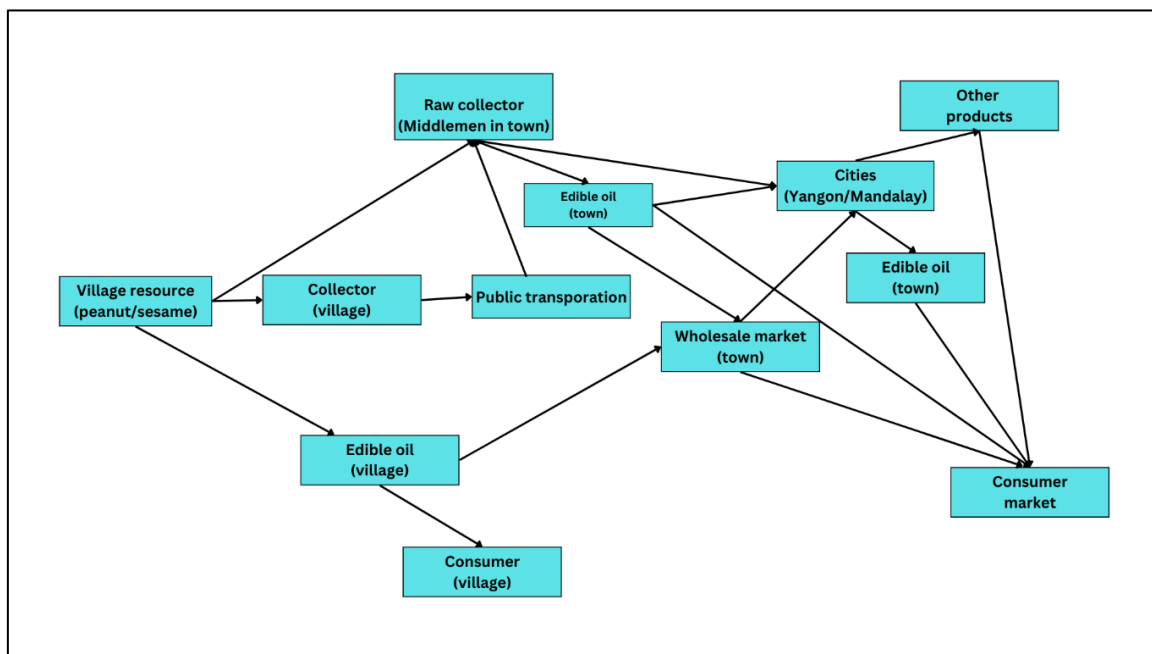 Raw collector
(Middlemen in town)
Other
products
Cities
(Yangon/Mandalay)
Edible oil
(town)
Edible oil
(town)
Village resource
(peanut/sesame)
Collector
(village)
Public transporation
Wholesale market
(town)
Edible oil
(village)
Consumer
market
Consumer
(village)